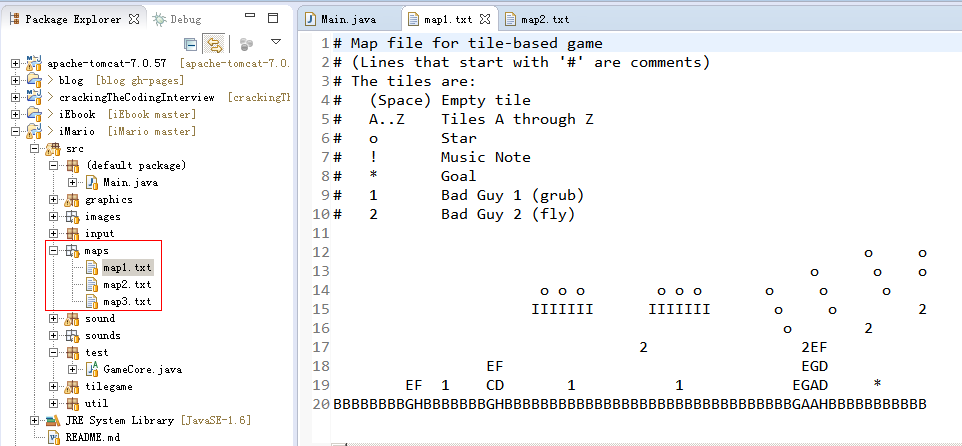 Package Explorer
Debug
apache-tomcat-7.0.57 [apache-tomcat-7.0.
> blog [blog gh-pages]
> crackingTheCodingInterview [crackingTh
> iEbook [iEbook master]
> iMario [iMario master]
src
(default package)
Main.java
graphics
images
input
maps
map1.txt
map2.txt
map3.txt
sound
sounds
test
GameCore.java
tilegame
util
JRE System Library [JavaSE-1.6]
README.md
Main.java map1.txt map2.txt
1 # Map file for tile-based game
2 # (Lines that start with '#' are comments)
3 # The tiles are:
4 #   (Space) Empty tile
5 #   A..Z    Tiles A through Z
6 #   o       Star
7 #   !       Music Note
8 #   *       Goal
9 #   1       Bad Guy 1 (grub)
10 #   2       Bad Guy 2 (fly)
11
12                                                            o     o
13                                                      o      o    o
14                        o o o        o o o       o     o      o
15                       IIIIIII      IIIIIII       o     o         2
16                                                   o        2
17                                   2                 2EF
18                  EF                                 EGD
19         EF  1    CD       1           1            EGAD     *
20 BBBBBBBBGHBBBBBBBGHBBBBBBBBBBBBBBBBBBBBBBBBBBBBBBBBGAAHBBBBBBBBBBB